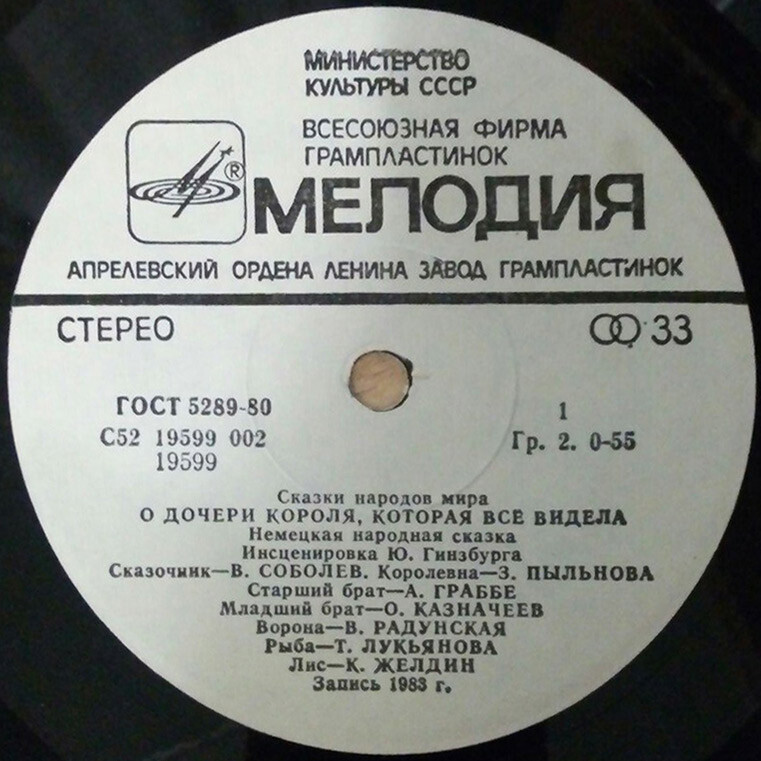 МИНИСТЕРСТВО
КУЛЬТУРЫ СССР
ВСЕСОЮЗНАЯ ФИРМА
ГРАМПЛАСТИНОК
®
МЕЛОДИЯ
АПРЕЛЕВСКИЙ ОРДЕНА ЛЕНИНА ЗАВОД ГРАМПЛАСТИНОК
СТЕРЕО 33
ГОСТ 5289-80 1
С52 19599 002 Гр. 2. 0-55
19599
Сказки народов мира
О ДОЧЕРИ КОРОЛЯ, КОТОРАЯ ВСЕ ВИДЕЛА
Немецкая народная сказка
Инсценировка Ю. Гинзбурга
Сказочник—В. СОБОЛЕВ. Королевна—З. ПЫЛЬНОВА
Старший брат—А. ГРАББЕ
Младший брат—О. КАЗНАЧЕЕВ
Ворона—В. РАДУНСКАЯ
Рыба—Т. ЛУКЬЯНОВА
Лис—К. ЖЕЛДИН
Запись 1983 г.